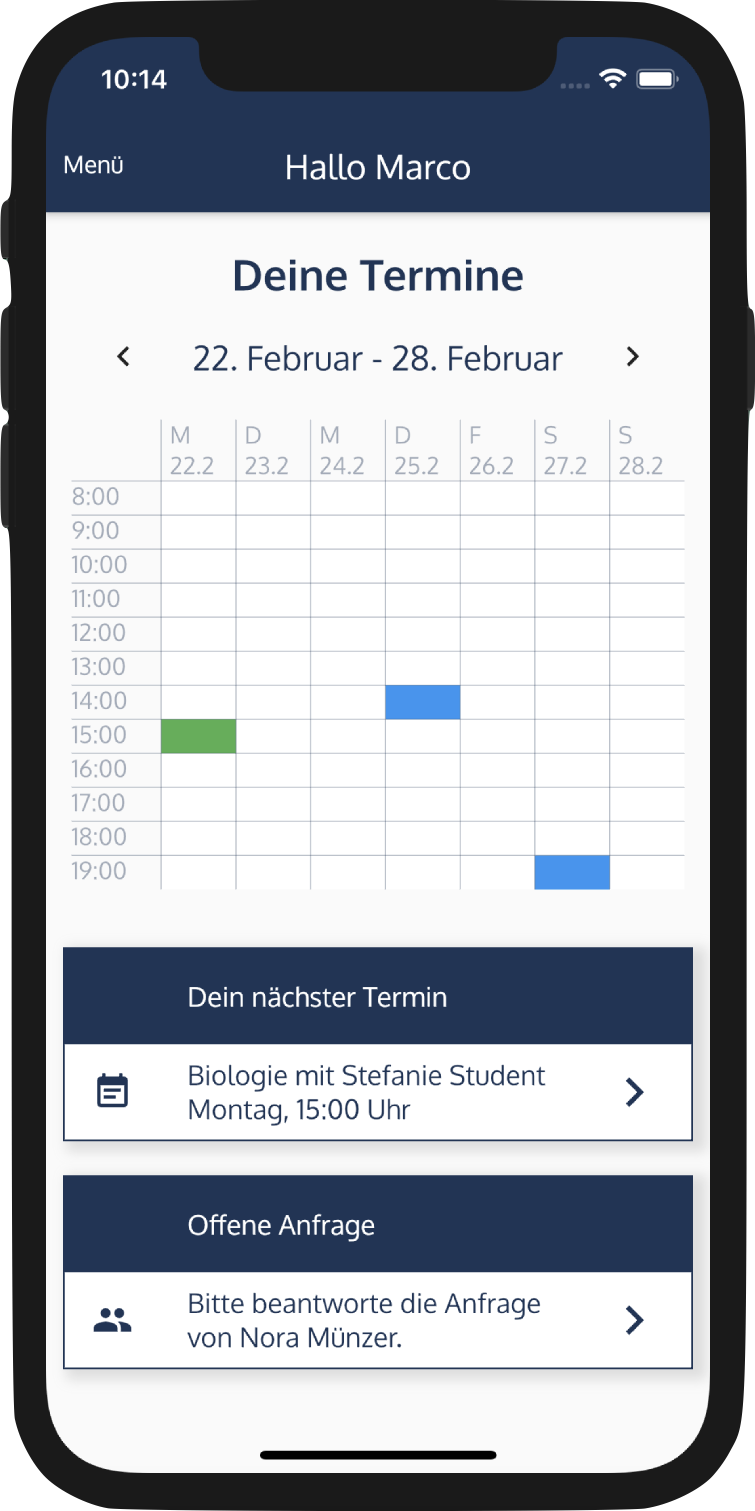 10:14
Menü
Hallo Marco
Deine Termine
22. Februar - 28. Februar
M D M D F S S
22.2 23.2 24.2 25.2 26.2 27.2 28.2
8:00
9:00
10:00
11:00
12:00
13:00
14:00
15:00
16:00
17:00
18:00
19:00
Dein nächster Termin
Biologie mit Stefanie Student
Montag, 15:00 Uhr
Offene Anfrage
Bitte beantworte die Anfrage
von Nora Münzer.